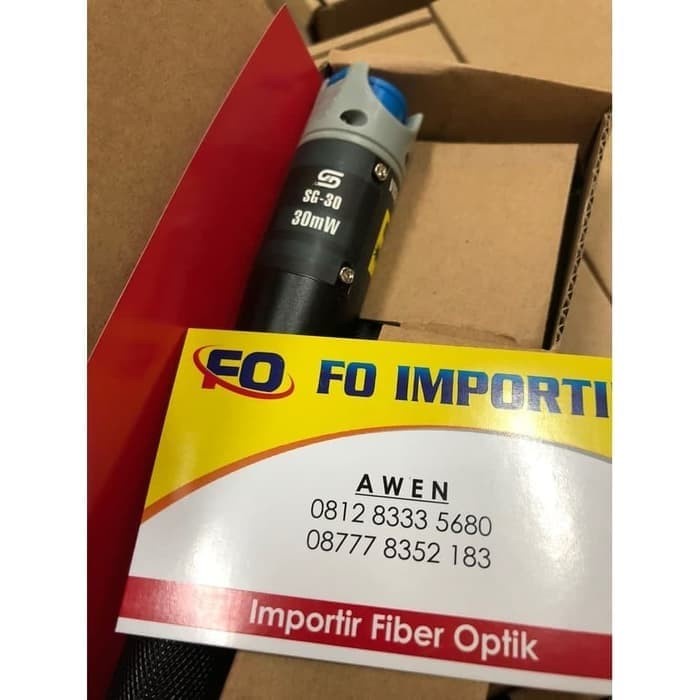 SG-30
30mW
FO
FO IMPORTI
AWEN
0812 8333 5680
08777 8352 183
Importir Fiber Optik